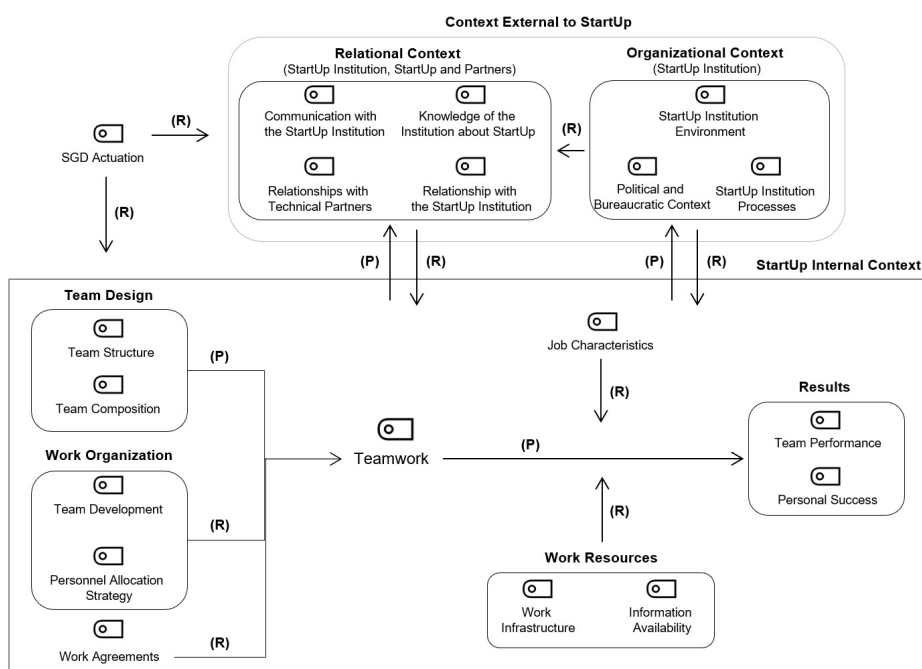 Context External to StartUp
Relational Context
(StartUp Institution, StartUp and Partners)
Organizational Context
(StartUp Institution)
Communication with
the StartUp Institution
Knowledge of the
Institution about StartUp
StartUp Institution
Environment
(R)
SGD Actuation
(R)
Relationships with
Technical Partners
Relationship with
the StartUp Institution
Political and
Bureaucratic Context
StartUp Institution
Processes
(R)
(P)
(R)
(P)
(R)
StartUp Internal Context
Team Design
Team Structure
Team Composition
(P)
Job Characteristics
(R)
Results
Team Performance
Personal Success
Teamwork
(P)
Work Organization
Team Development
Personnel Allocation
Strategy
(R)
Work Agreements
(R)
(R)
Work Resources
Work
Infrastructure
Information
Availability